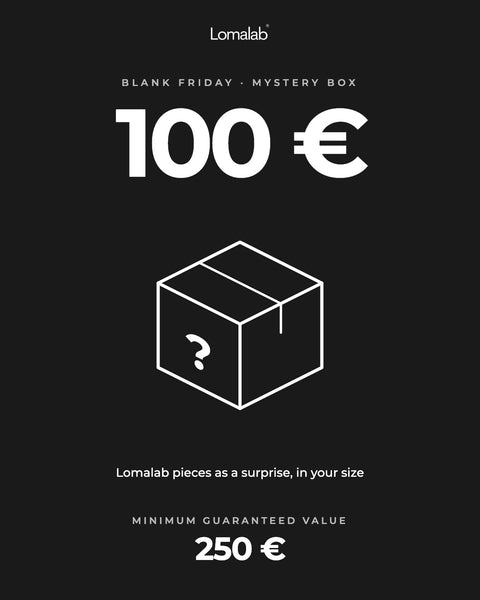 Lomalab®
BLANK FRIDAY · MYSTERY BOX
100 €
?
Lomalab pieces as a surprise, in your size
MINIMUM GUARANTEED VALUE
250 €